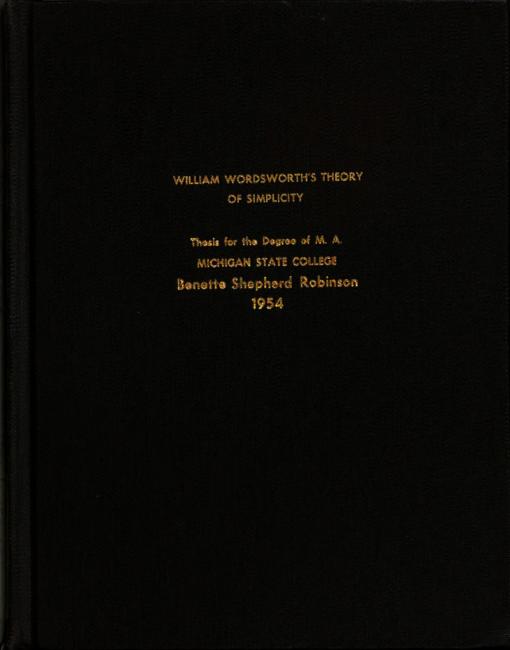 WILLIAM WORDSWORTH'S THEORY
OF SIMPLICITY
Thesis for the Degree of M. A.
MICHIGAN STATE COLLEGE
Benette Shepherd Robinson
1954